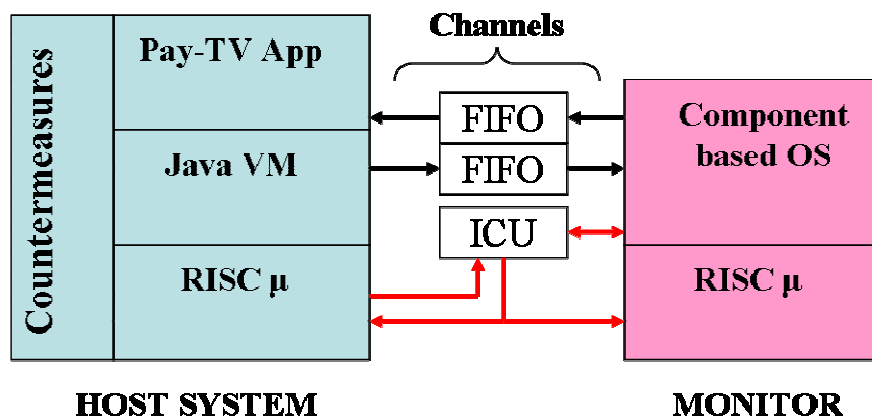 Channels
Countermeasures
Pay-TV App
Java VM
RISC μ
FIFO
FIFO
ICU
Component
based OS
RISC μ
HOST SYSTEM
MONITOR